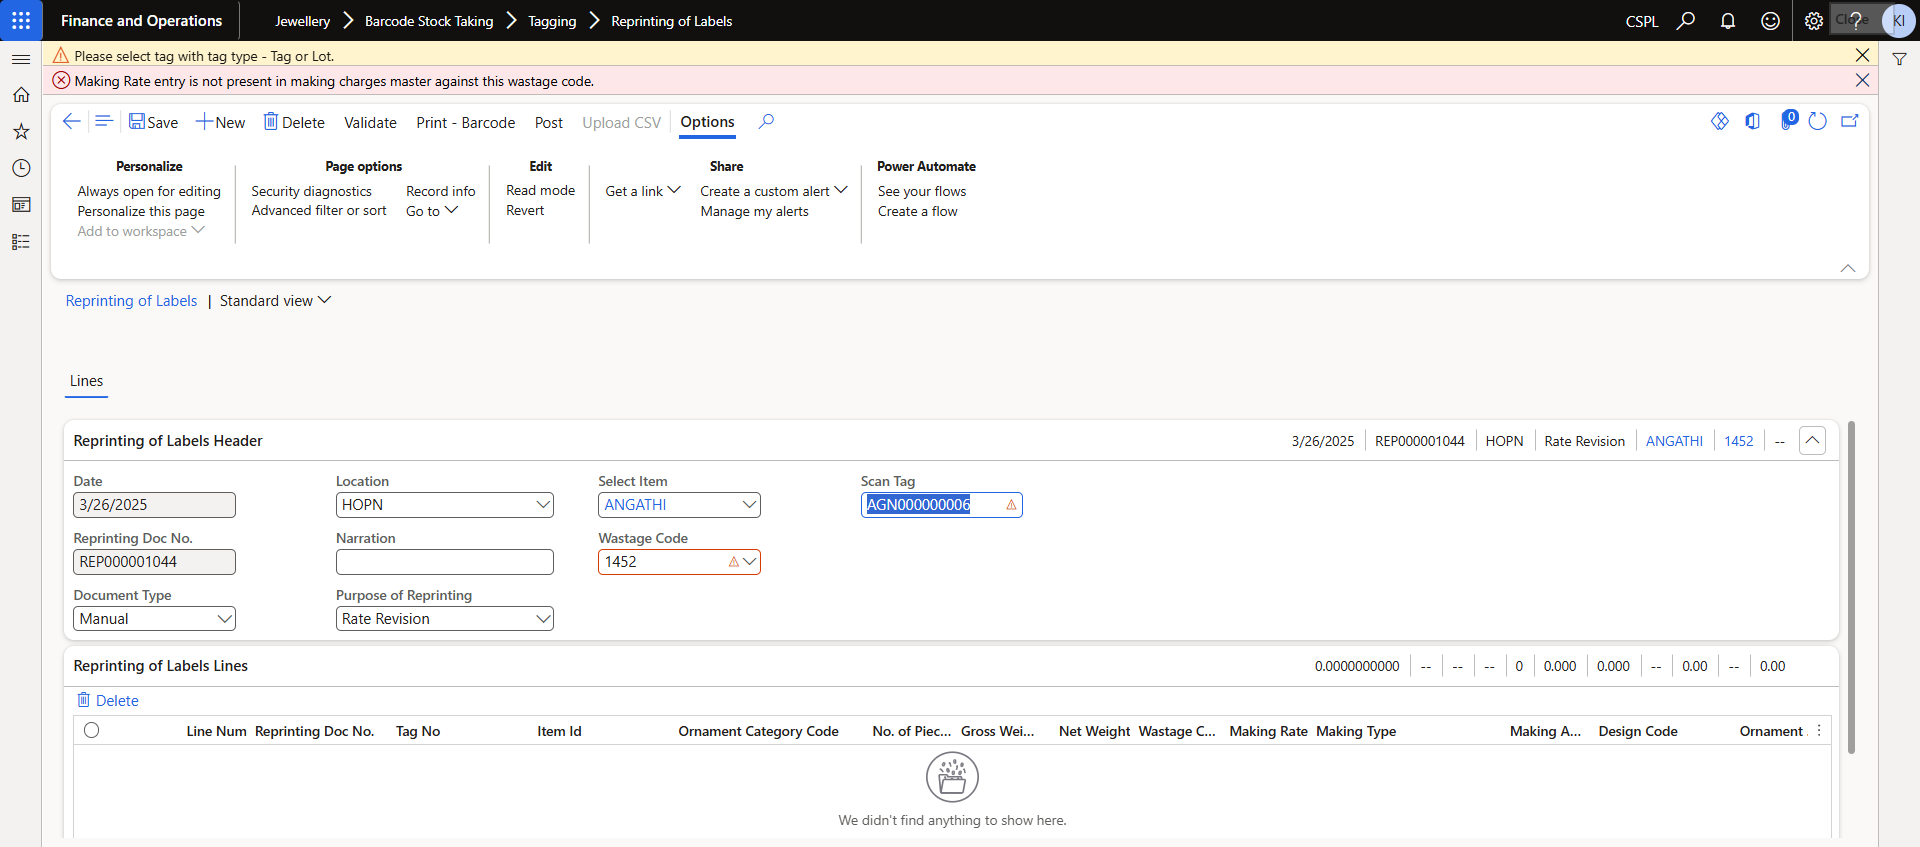 Finance and Operations
Jewellery > Barcode Stock Taking > Tagging > Reprinting of Labels
CSPL
Close ? KI
Please select tag with tag type - Tag or Lot.
Making Rate entry is not present in making charges master against this wastage code.
Save New Delete Validate Print - Barcode Post Upload CSV Options 0
Personalize Page options Edit Share Power Automate
Always open for editing Security diagnostics Record info Read mode Get a link Create a custom alert See your flows
Personalize this page Advanced filter or sort Go to Revert Manage my alerts Create a flow
Add to workspace
Reprinting of Labels | Standard view
Lines
Reprinting of Labels Header 3/26/2025 REP000001044 HOPN Rate Revision ANGATHI 1452 --
Date Location Select Item Scan Tag
3/26/2025 HOPN ANGATHI AGN000000006
Reprinting Doc No. Narration Wastage Code
REP000001044 1452
Document Type Purpose of Reprinting
Manual Rate Revision
Reprinting of Labels Lines 0.0000000000 -- -- -- 0 0.000 0.000 -- 0.00 -- 0.00
Delete
Line Num Reprinting Doc No. Tag No Item Id Ornament Category Code No. of Piec... Gross Wei... Net Weight Wastage C... Making Rate Making Type Making A... Design Code Ornament
We didn't find anything to show here.